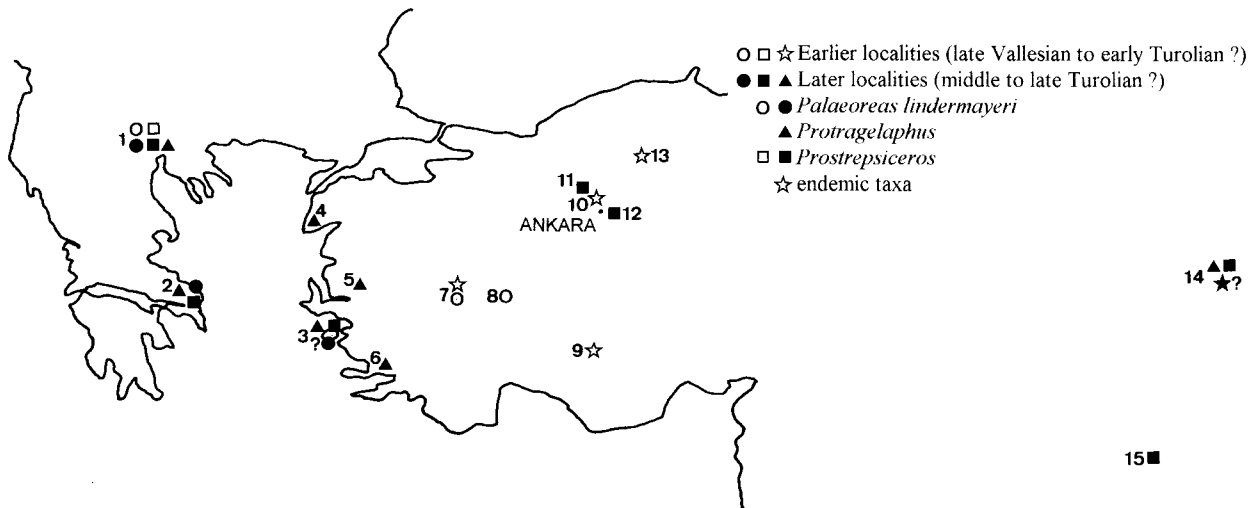 ○ □ ☆ Earlier localities (late Vallesian to early Turolian ?)
● ■ ▲ Later localities (middle to late Turolian ?)
○ ● Palaeoreas lindermayeri
▲ Protragelaphus
□ ■ Prostrepsiceros
☆ endemic taxa
1
13
11
10
12
ANKARA
4
14
?
2
5
7
8
3
?
6
9
15